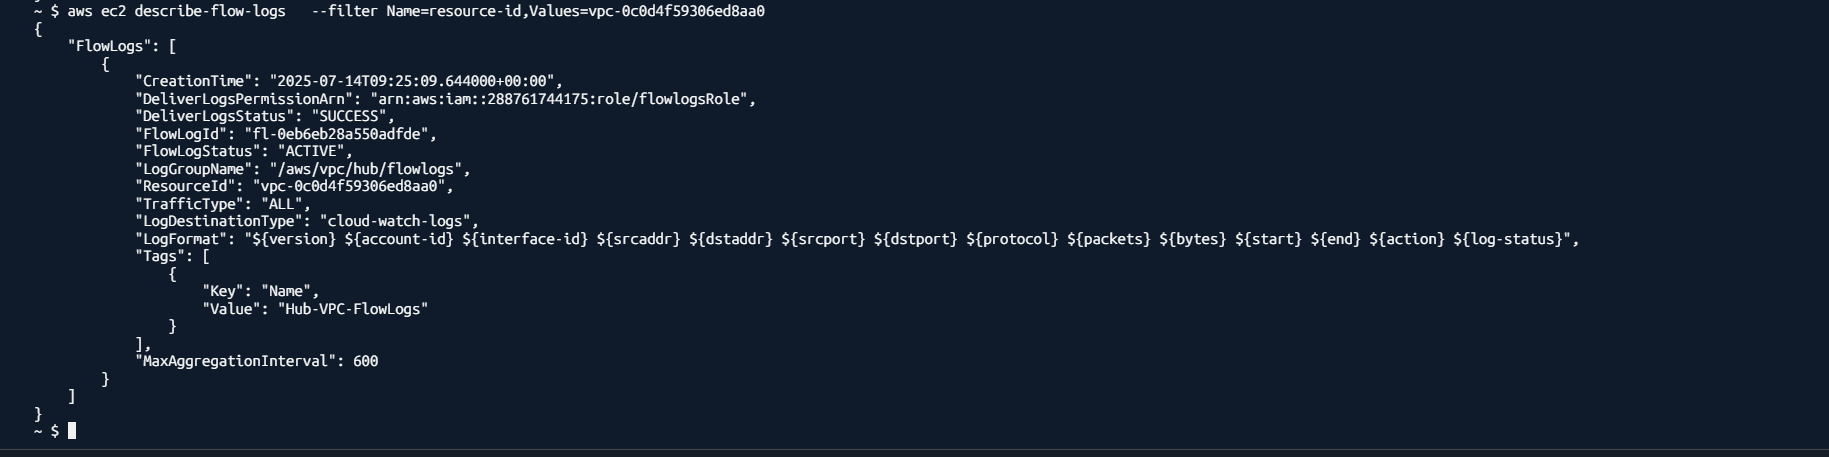 ~ $ aws ec2 describe-flow-logs   --filter Name=resource-id,Values=vpc-0c0d4f59306ed8aa0
{
    "FlowLogs": [
        {
            "CreationTime": "2025-07-14T09:25:09.644000+00:00",
            "DeliverLogsPermissionArn": "arn:aws:iam::288761744175:role/flowlogsRole",
            "DeliverLogsStatus": "SUCCESS",
            "FlowLogId": "fl-0eb6eb28a550adfde",
            "FlowLogStatus": "ACTIVE",
            "LogGroupName": "/aws/vpc/hub/flowlogs",
            "ResourceId": "vpc-0c0d4f59306ed8aa0",
            "TrafficType": "ALL",
            "LogDestinationType": "cloud-watch-logs",
            "LogFormat": "${version} ${account-id} ${interface-id} ${srcaddr} ${dstaddr} ${srcport} ${dstport} ${protocol} ${packets} ${bytes} ${start} ${end} ${action} ${log-status}",
            "Tags": [
                {
                    "Key": "Name",
                    "Value": "Hub-VPC-FlowLogs"
                }
            ],
            "MaxAggregationInterval": 600
        }
    ]
}
~ $